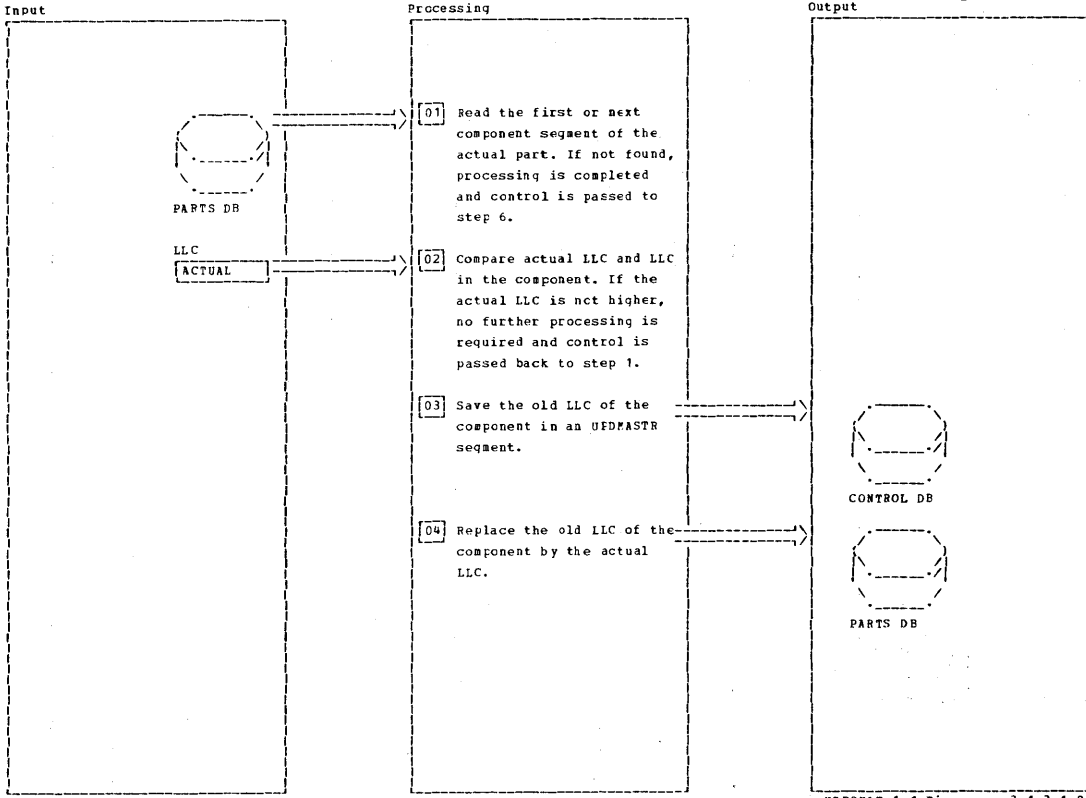 Input
Processing
Output
01 Read the first or next
component segment of the
actual part. If not found,
processing is completed
and control is passed to
step 6.
PARTS DB
LLC
ACTUAL
02 Compare actual LLC and LLC
in the component. If the
actual LLC is not higher,
no further processing is
required and control is
passed back to step 1.
03 Save the old LLC of the
component in an UPDMASTR
segment.
CONTROL DB
04 Replace the old LLC of the
component by the actual
LLC.
PARTS DB